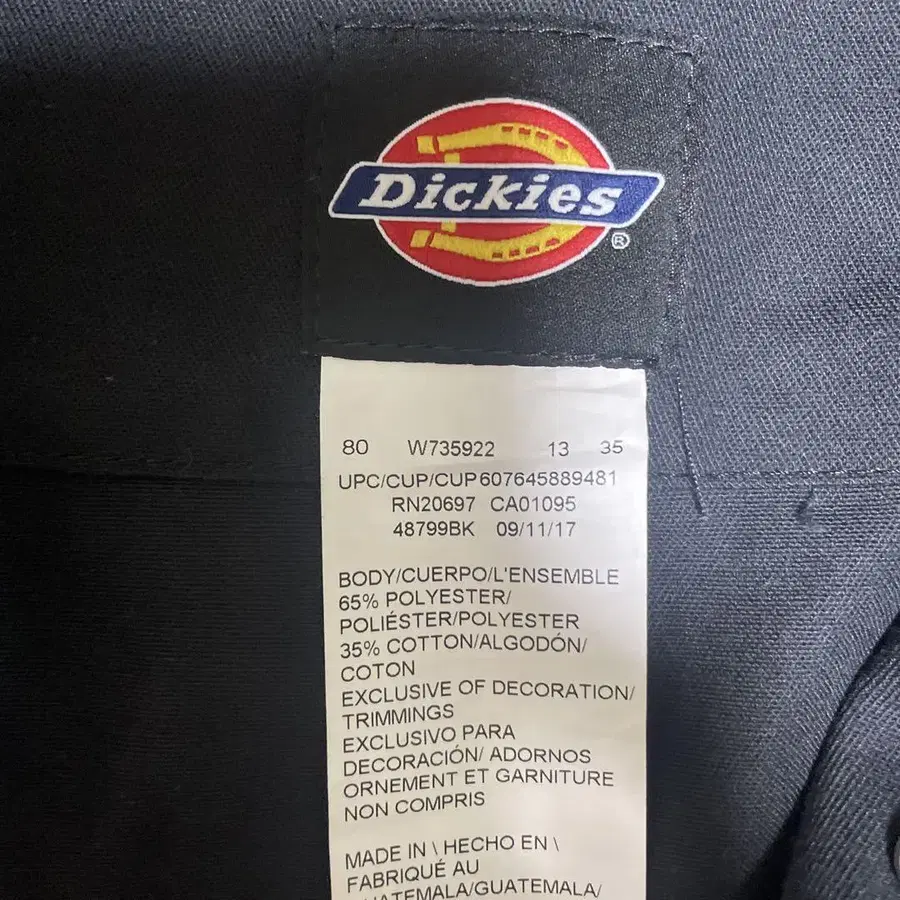 Dickies
®
80 W735922 13 35
UPC/CUP/CUP 607645889481
RN20697 CA01095
48799BK 09/11/17
BODY/CUERPO/L'ENSEMBLE
65% POLYESTER/
POLIÉSTER/POLYESTER
35% COTTON/ALGODÓN/
COTON
EXCLUSIVE OF DECORATION/
TRIMMINGS
EXCLUSIVO PARA
DECORACIÓN/ ADORNOS
ORNEMENT ET GARNITURE
NON COMPRIS
MADE IN \ HECHO EN \
FABRIQUÉ AU
GUATEMALA/GUATEMALA/